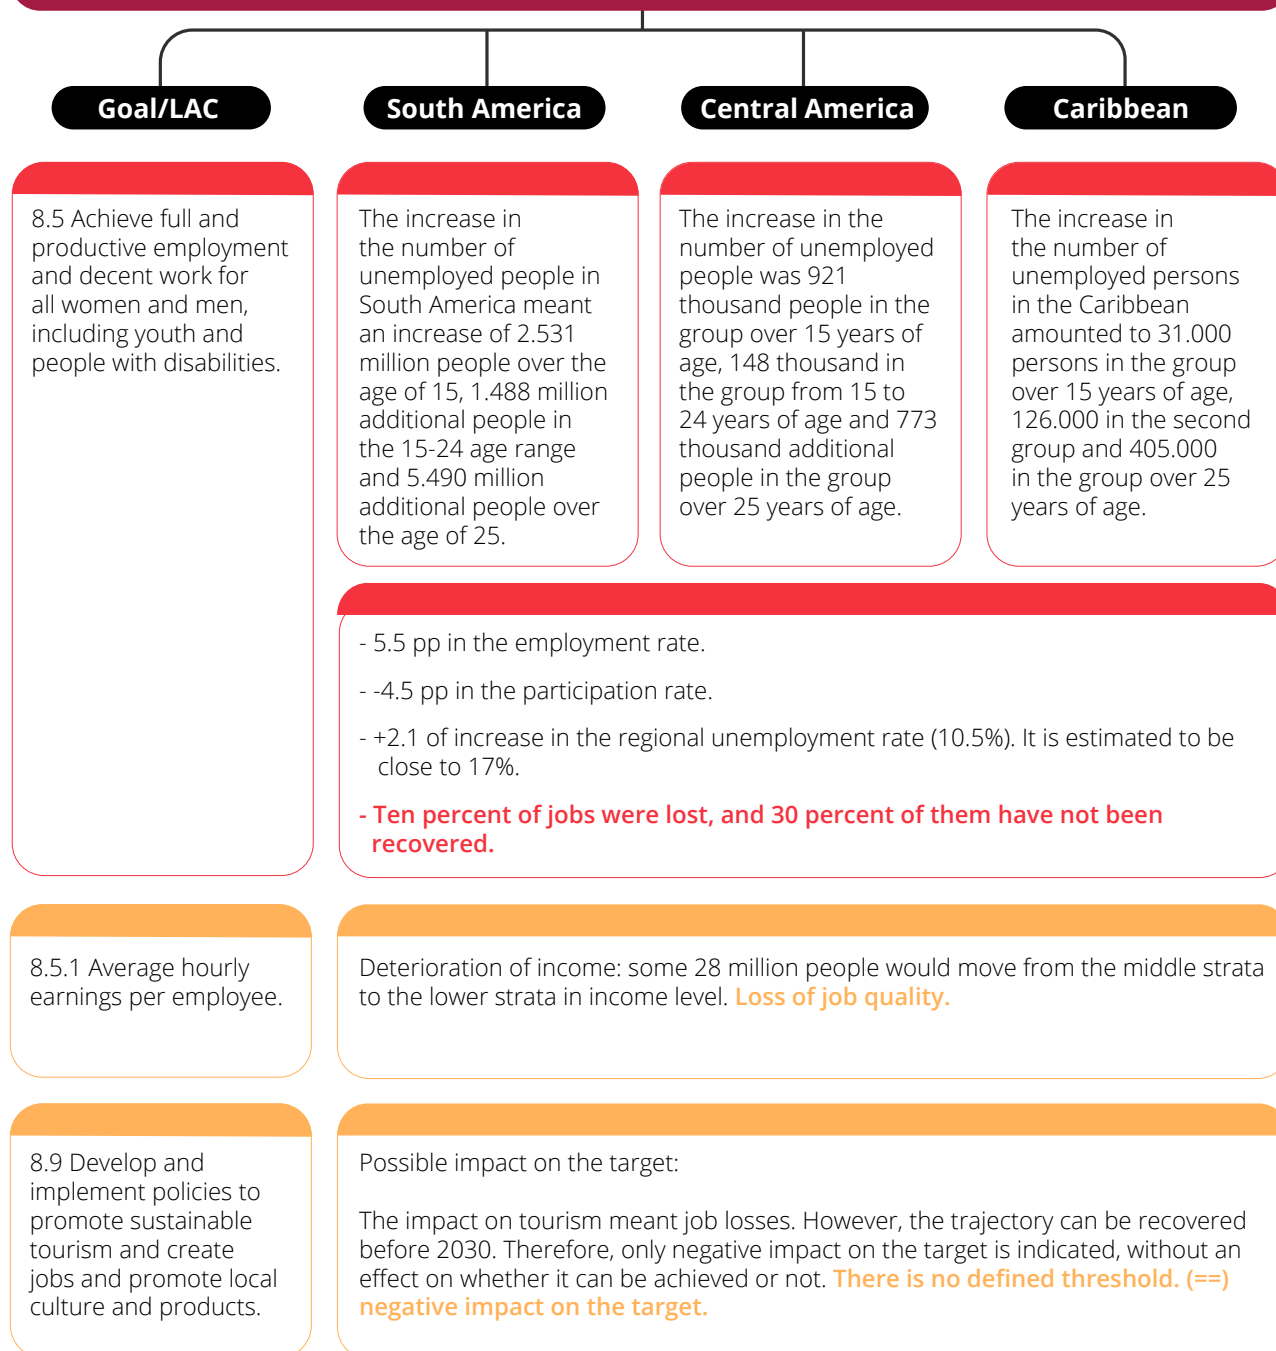 Goal/LAC
South America
Central America
Caribbean
8.5 Achieve full and
productive employment
and decent work for
all women and men,
including youth and
people with disabilities.
The increase in
the number of
unemployed people in
South America meant
an increase of 2.531
million people over the
age of 15, 1.488 million
additional people in
the 15-24 age range
and 5.490 million
additional people over
the age of 25.
The increase in the
number of unemployed
people was 921
thousand people in the
group over 15 years of
age, 148 thousand in
the group from 15 to
24 years of age and 773
thousand additional
people in the group
over 25 years of age.
The increase in
the number of
unemployed persons
in the Caribbean
amounted to 31.000
persons in the group
over 15 years of age,
126.000 in the second
group and 405.000
in the group over 25
years of age.
- 5.5 pp in the employment rate.
- -4.5 pp in the participation rate.
- +2.1 of increase in the regional unemployment rate (10.5%). It is estimated to be
close to 17%.
- Ten percent of jobs were lost, and 30 percent of them have not been
recovered.
8.5.1 Average hourly
earnings per employee.
Deterioration of income: some 28 million people would move from the middle strata
to the lower strata in income level. Loss of job quality.
8.9 Develop and
implement policies to
promote sustainable
tourism and create
jobs and promote local
culture and products.
Possible impact on the target:
The impact on tourism meant job losses. However, the trajectory can be recovered
before 2030. Therefore, only negative impact on the target is indicated, without an
effect on whether it can be achieved or not. There is no defined threshold. (==)
negative impact on the target.